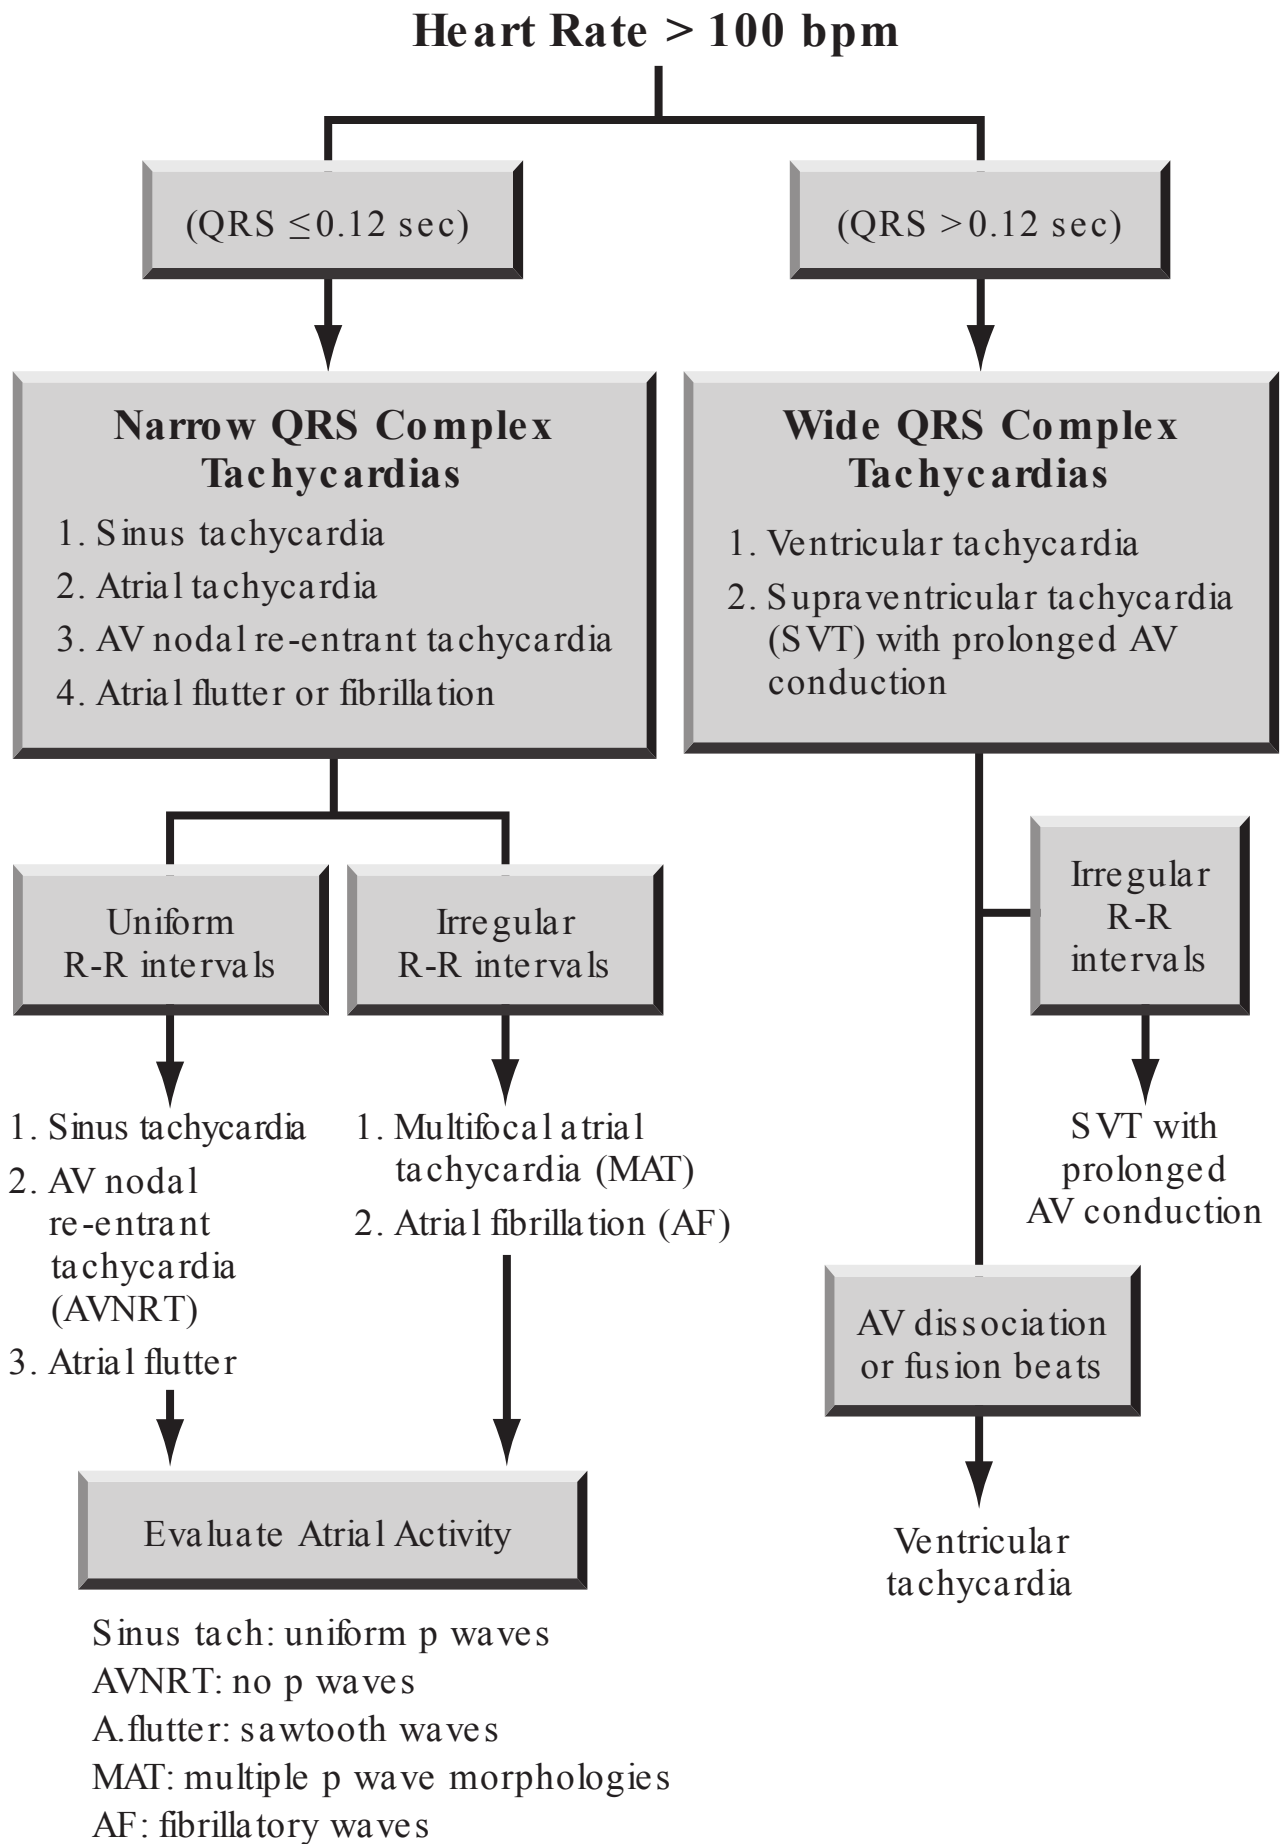 Heart Rate > 100 bpm
(QRS ≤0.12 sec)
(QRS >0.12 sec)
Narrow QRS Complex
Tachycardias
1. Sinus tachycardia
2. Atrial tachycardia
3. AV nodal re-entrant tachycardia
4. Atrial flutter or fibrillation
Wide QRS Complex
Tachycardias
1. Ventricular tachycardia
2. Supraventricular tachycardia
(SVT) with prolonged AV
conduction
Uniform
R-R intervals
Irregular
R-R intervals
Irregular
R-R
intervals
1. Sinus tachycardia
2. AV nodal
re-entrant
tachycardia
(AVNRT)
3. Atrial flutter
1. Multifocal atrial
tachycardia (MAT)
2. Atrial fibrillation (AF)
SVT with
prolonged
AV conduction
AV dissociation
or fusion beats
Ventricular
tachycardia
Evaluate Atrial Activity
Sinus tach: uniform p waves
AVNRT: no p waves
A.flutter: sawtooth waves
MAT: multiple p wave morphologies
AF: fibrillatory waves